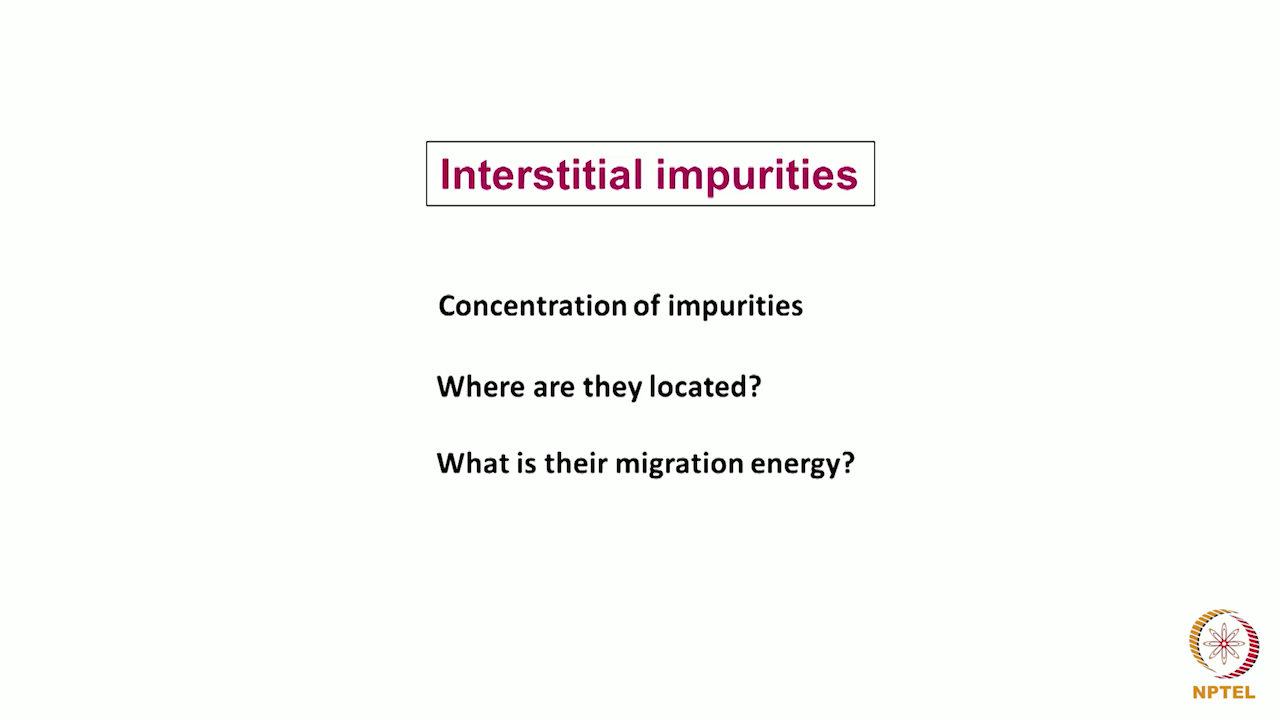 Interstitial impurities
Concentration of impurities
Where are they located?
What is their migration energy?
NPTEL